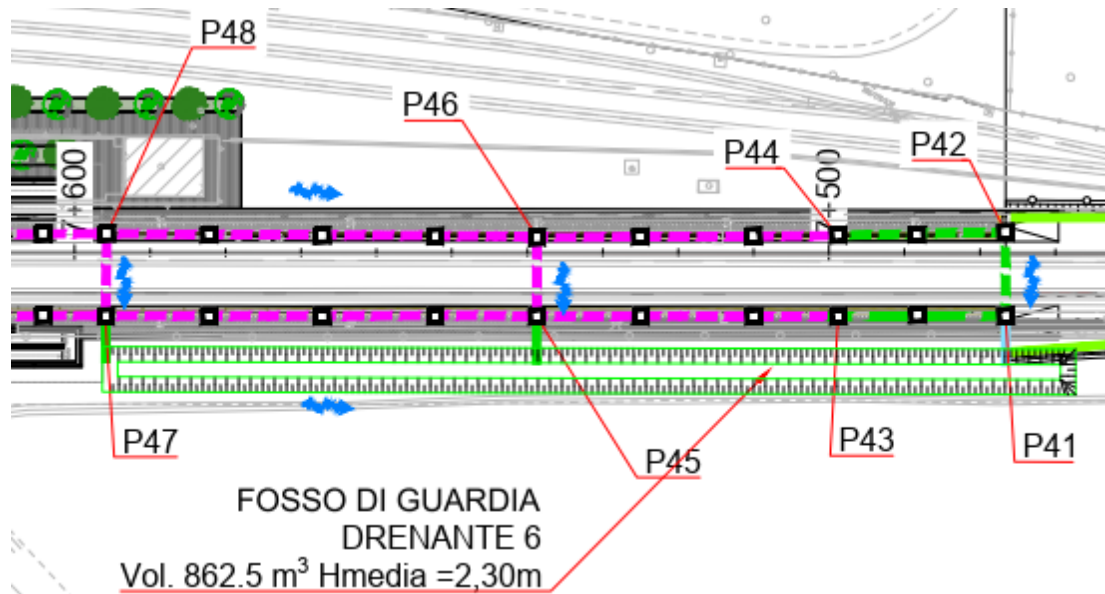 P48
P46
P44
P42
600
+500
P47
P45
P43
P41
FOSSO DI GUARDIA
DRENANTE 6
Vol. 862.5 m³ Hmedia =2,30m